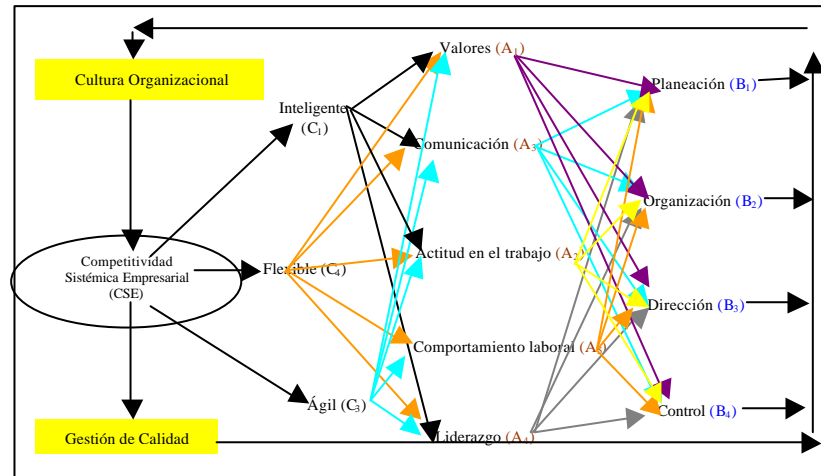 Valores (A₁)
Cultura Organizacional
Planeación (B₁)
Inteligente
(C₁)
Comunicación (A₃)
Organización (B₂)
Actitud en el trabajo (A₂)
Competitividad
Sistémica Empresarial
(CSE)
Flexible (C₄)
Dirección (B₃)
Comportamiento laboral
Ágil (C₃)
Control (B₄)
Gestión de Calidad
Liderazgo (A₄)